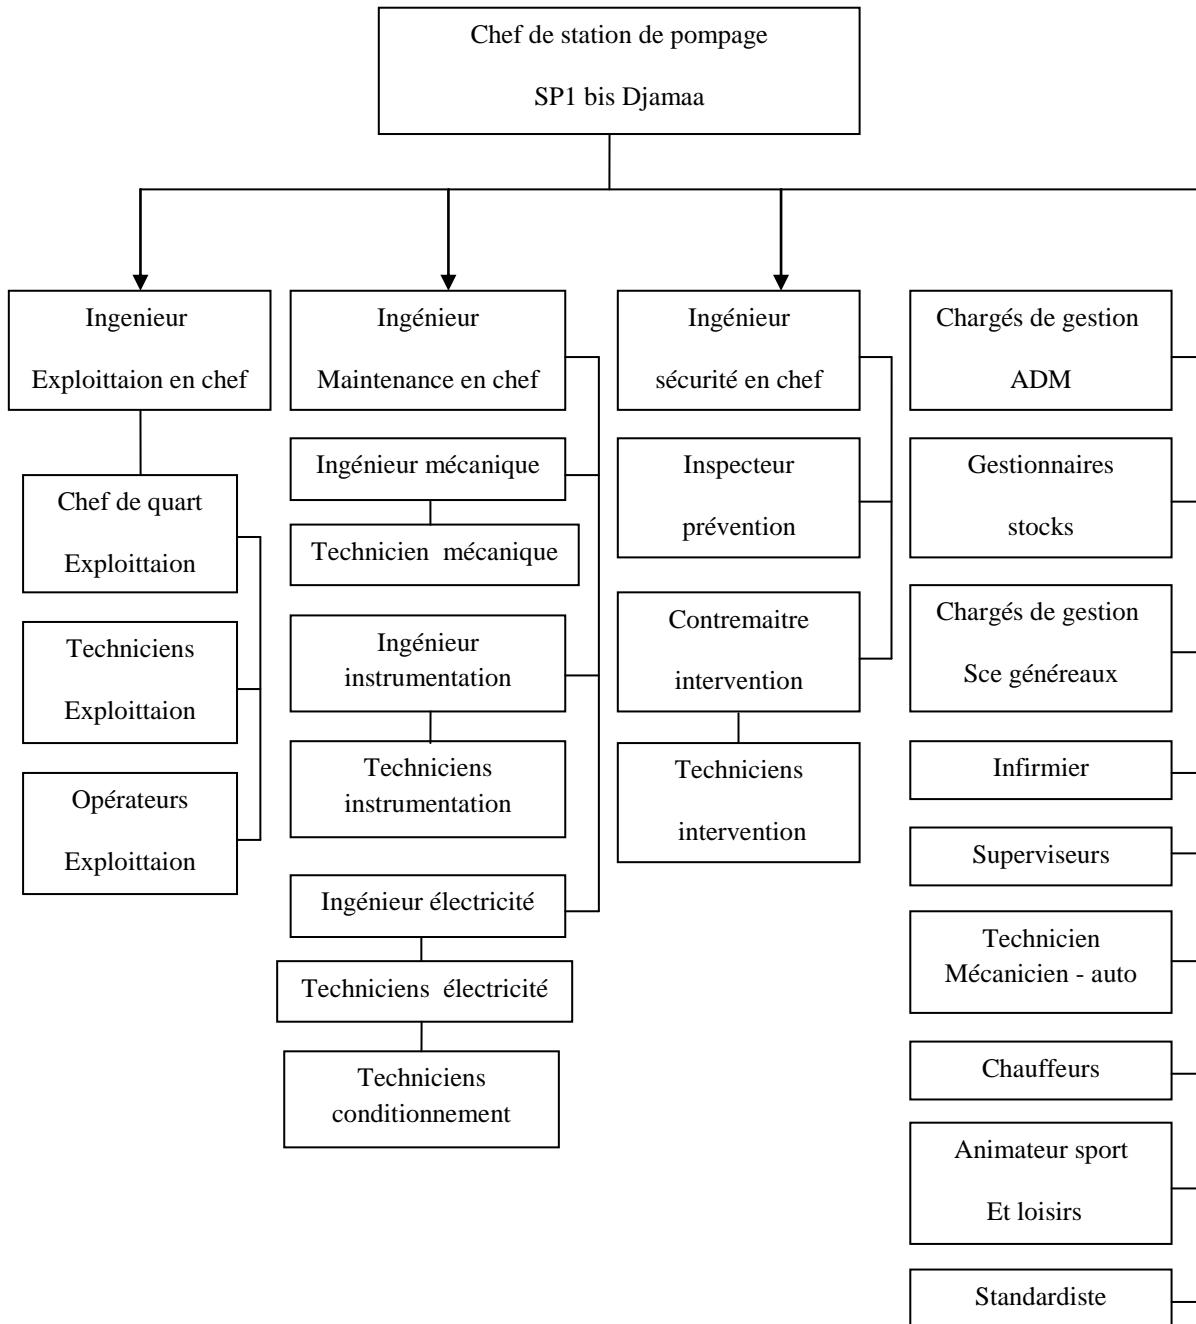 Chef de station de pompage
SP1 bis Djamaa
Ingenieur
Exploittaion en chef
Chef de quart
Exploittaion
Techniciens
Exploittaion
Opérateurs
Exploittaion
Ingénieur
Maintenance en chef
Ingénieur mécanique
Technicien mécanique
Ingénieur
instrumentation
Techniciens
instrumentation
Ingénieur électricité
Techniciens électricité
Techniciens
conditionnement
Ingénieur
sécurité en chef
Inspecteur
prévention
Contremaitre
intervention
Techniciens
intervention
Chargés de gestion
ADM
Gestionnaires
stocks
Chargés de gestion
Sce généreaux
Infirmier
Superviseurs
Technicien
Mécanicien - auto
Chauffeurs
Animateur sport
Et loisirs
Standardiste